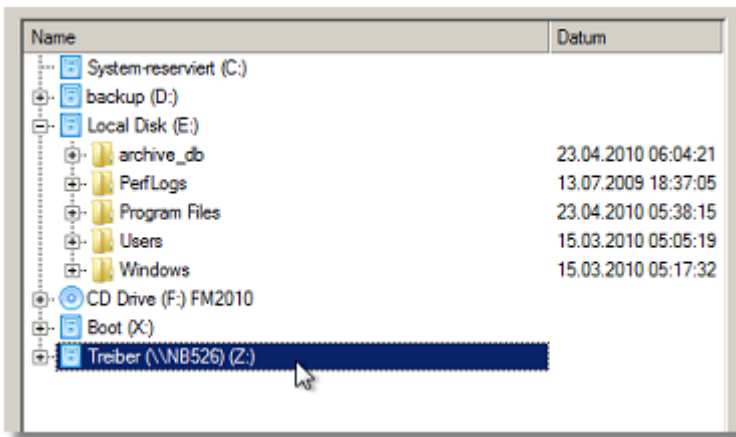 Name Datum
System-reserviert (C:)
backup (D:)
Local Disk (E:)
archive_db 23.04.2010 06:04:21
PerfLogs 13.07.2009 18:37:05
Program Files 23.04.2010 05:38:15
Users 15.03.2010 05:05:19
Windows 15.03.2010 05:17:32
CD Drive (F:) FM2010
Boot (X:)
Treiber (\\NB526) (Z:)